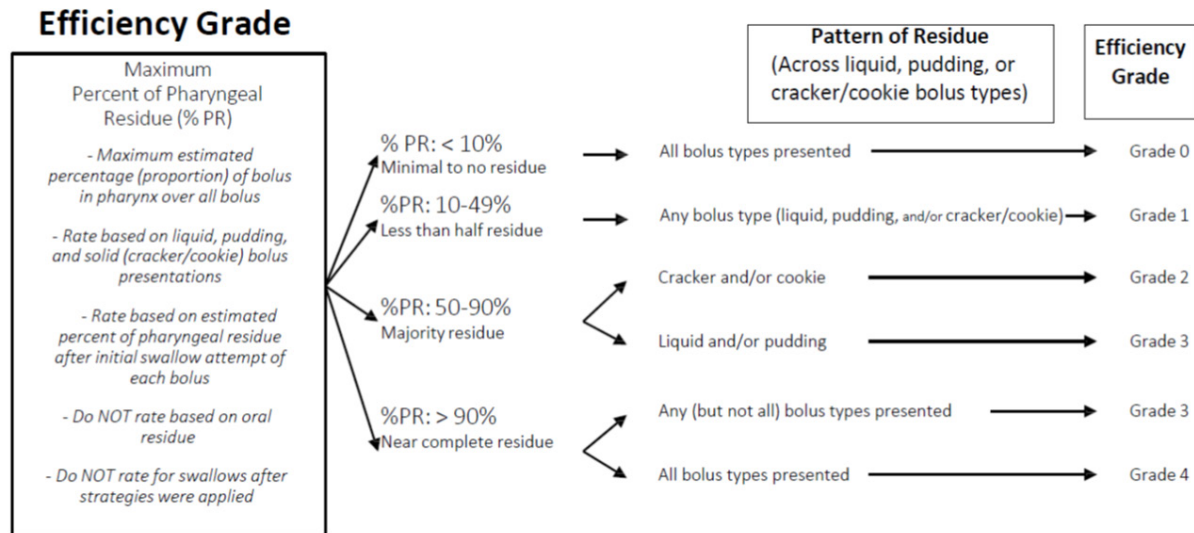 Efficiency Grade
Maximum
Percent of Pharyngeal
Residue (% PR)
- Maximum estimated
percentage (proportion) of bolus
in pharynx over all bolus
- Rate based on liquid, pudding,
and solid (cracker/cookie) bolus
presentations
- Rate based on estimated
percent of pharyngeal residue
after initial swallow attempt of
each bolus
- Do NOT rate based on oral
residue
- Do NOT rate for swallows after
strategies were applied
Pattern of Residue
(Across liquid, pudding, or
cracker/cookie bolus types)
Efficiency
Grade
% PR: < 10%
Minimal to no residue
All bolus types presented
Grade 0
%PR: 10-49%
Less than half residue
Any bolus type (liquid, pudding, and/or cracker/cookie)
Grade 1
%PR: 50-90%
Majority residue
Cracker and/or cookie
Grade 2
Liquid and/or pudding
Grade 3
%PR: > 90%
Near complete residue
Any (but not all) bolus types presented
Grade 3
All bolus types presented
Grade 4